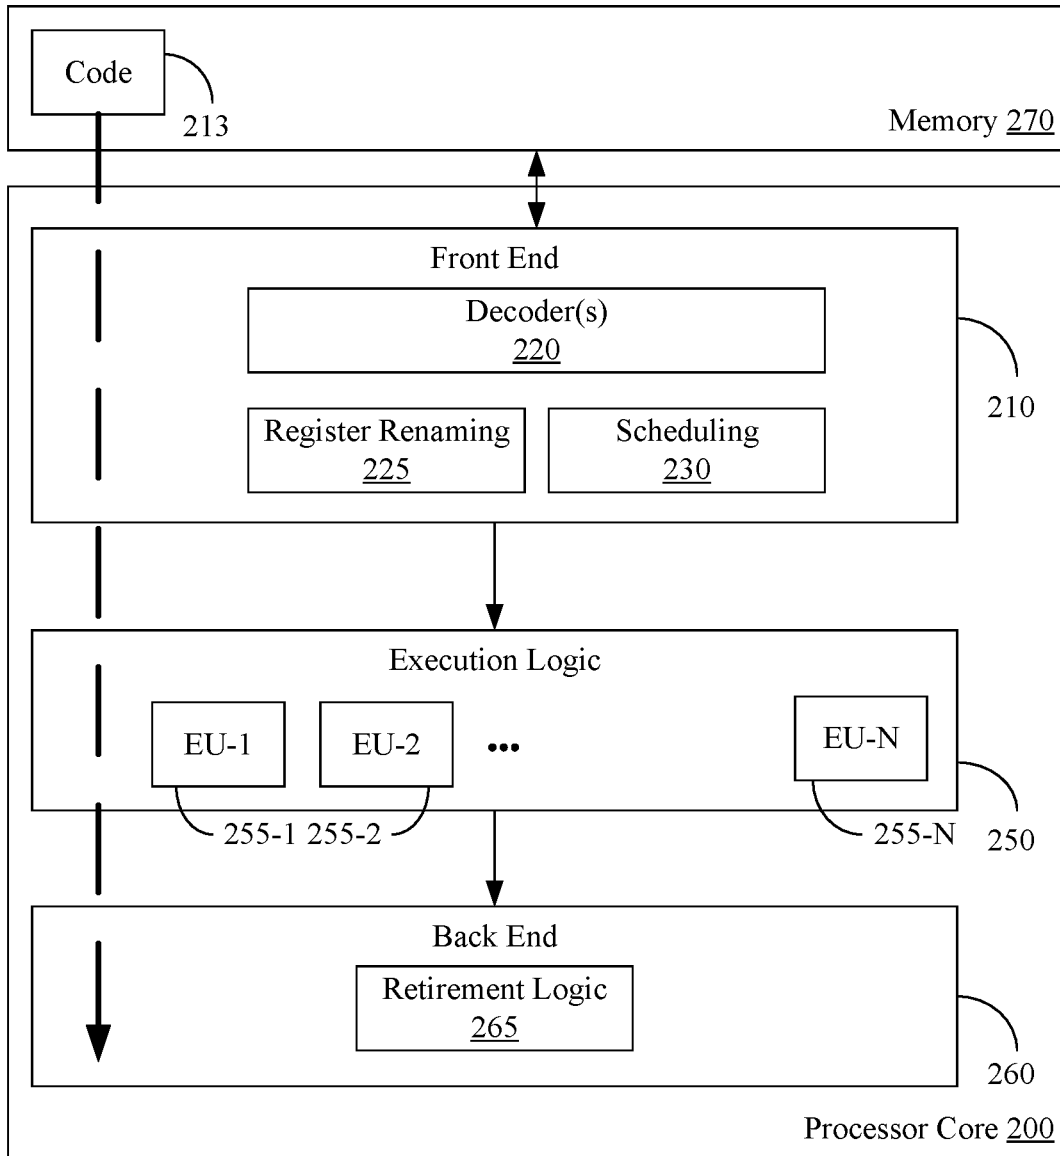 Code
213
Memory 270
Front End
Decoder(s)
220
210
Register Renaming
225
Scheduling
230
Execution Logic
EU-1
EU-2
•••
EU-N
255-1
255-2
255-N
250
Back End
Retirement Logic
265
260
Processor Core 200